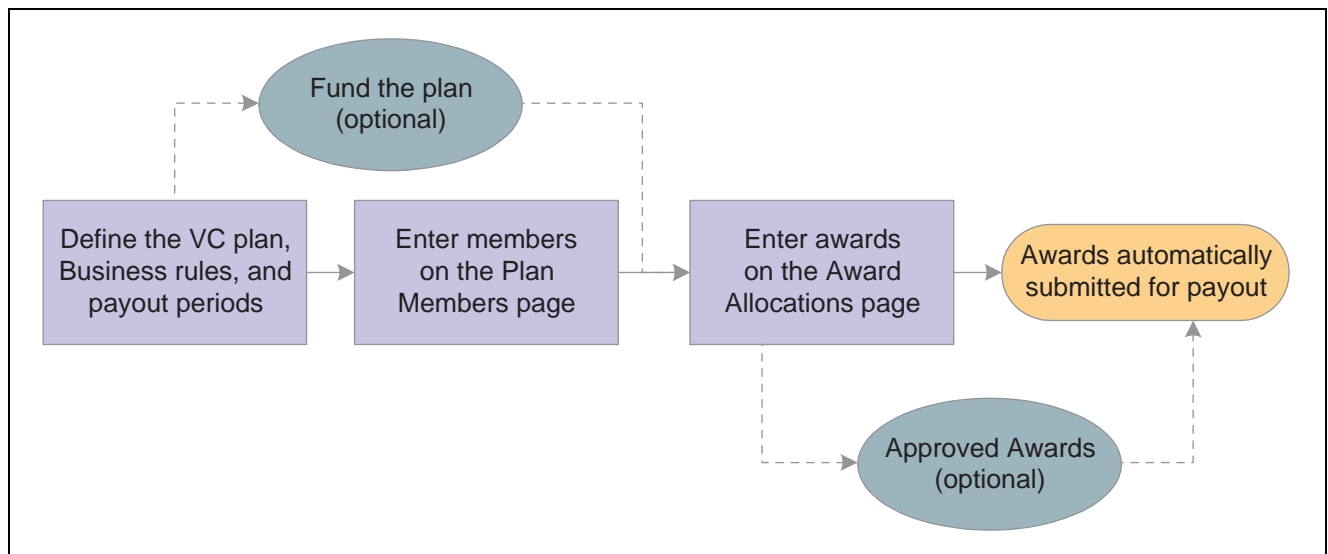 Fund the plan
(optional)
Define the VC plan,
Business rules, and
payout periods
Enter members
on the Plan
Members page
Enter awards
on the Award
Allocations page
Awards automatically
submitted for payout
Approved Awards
(optional)